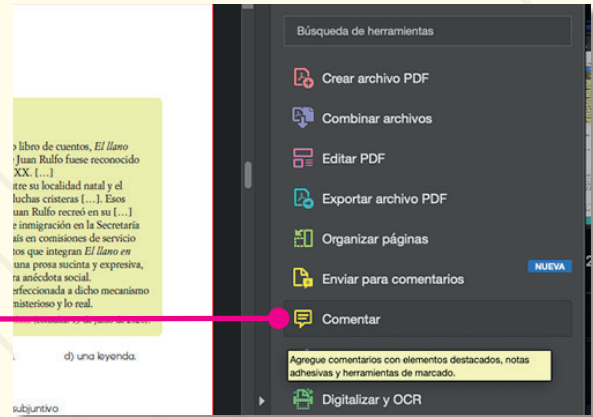 Búsqueda de herramientas
Crear archivo PDF
Combinar archivos
Editar PDF
Exportar archivo PDF
Organizar páginas
NUEVA
Enviar para comentarios
Comentar
Agregue comentarios con elementos destacados, notas
adhesivas y herramientas de marcado.
Digitalizar y OCR
libro de cuentos, El llano
Juan Rulfo fuese reconocido
XX. [...]
tre su localidad natal y el
luchas cristeras [...]. Esos
uan Rulfo recreó en su [...]
e inmigración en la Secretaría
ís en comisiones de servicio
tos que integran El llano en
una prosa sucinta y expresiva,
ra anécdota social.
erfeccionada a dicho mecanismo
misterioso y lo real.
d) una leyenda.
subjuntivo
2